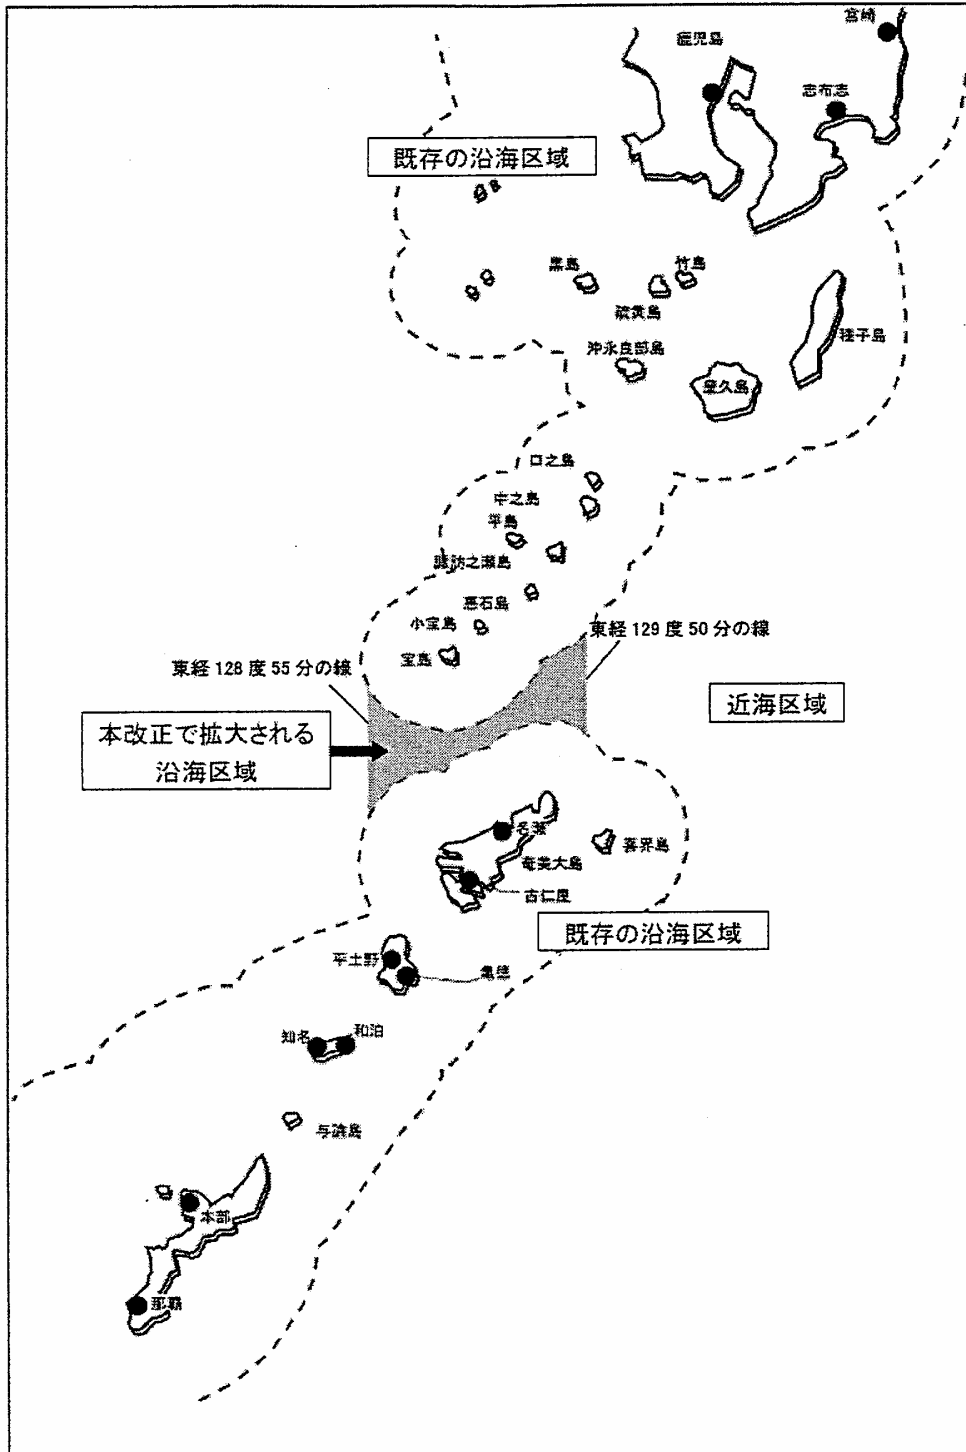 宮崎
鹿児島
志布志
既存の沿海区域
黒島
竹島
硫黄島
種子島
沖永良部島
屋久島
口之島
中之島
平島
諏訪之瀬島
悪石島
小宝島
宝島
東経 129 度 50 分の線
東経 128 度 55 分の線
近海区域
本改正で拡大される
沿海区域
名瀬
奄美大島
喜界島
古仁屋
既存の沿海区域
平土野
亀徳
知名
和泊
与論島
本部
那覇